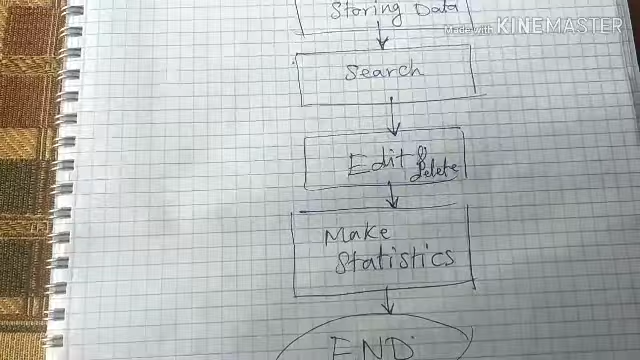 Storing Data
Made with KINEMASTER
Search
Edit &
Delete
Make
Statistics
END